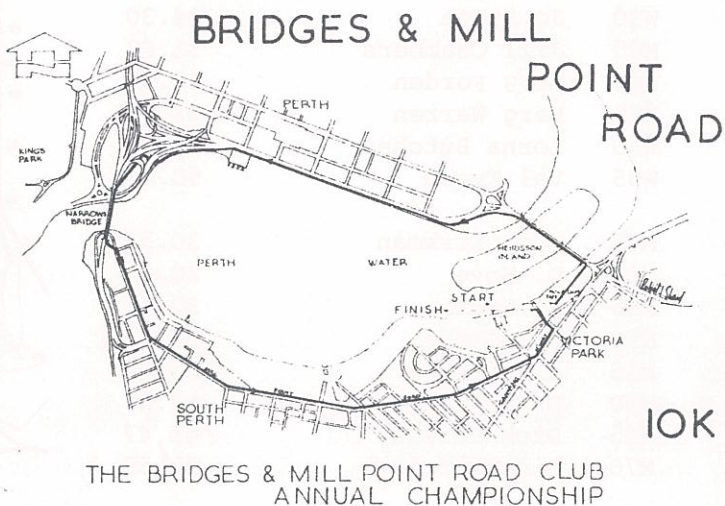 BRIDGES & MILL
POINT
ROAD
PERTH
KINGS
PARK
NARROWS
BRIDGE
PERTH WATER
HEIRISSON
ISLAND
START
FINISH
VICTORIA
PARK
SOUTH
PERTH
10K
THE BRIDGES & MILL POINT ROAD CLUB
ANNUAL CHAMPIONSHIP